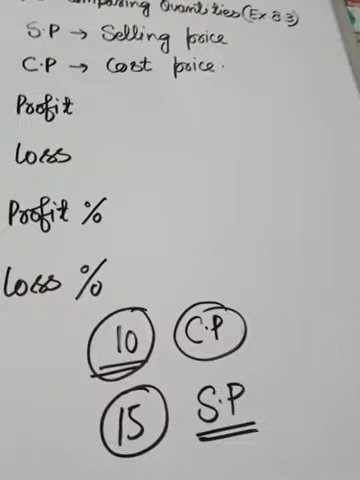 Comparing Quantities (Ex 8.3)
S.P → Selling price
C.P → Cost price.
Profit
Loss
Profit %
Loss %
10 C.P
15 S.P